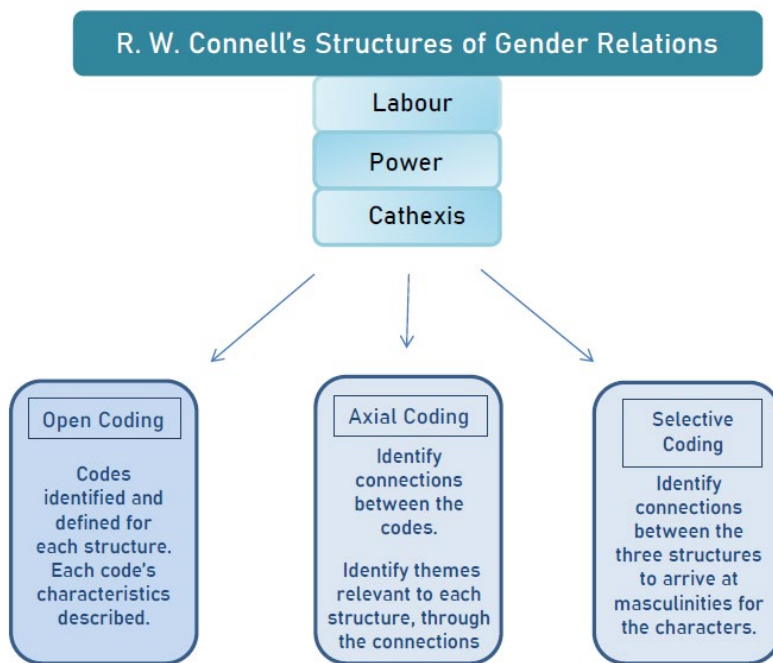 R. W. Connell's Structures of Gender Relations
Labour
Power
Cathexis
Open Coding
Codes
identified and
defined for
each structure.
Each code's
characteristics
described.
Axial Coding
Identify
connections
between the
codes.
Identify themes
relevant to each
structure, through
the connections
Selective
Coding
Identify
connections
between the
three structures
to arrive at
masculinities for
the characters.